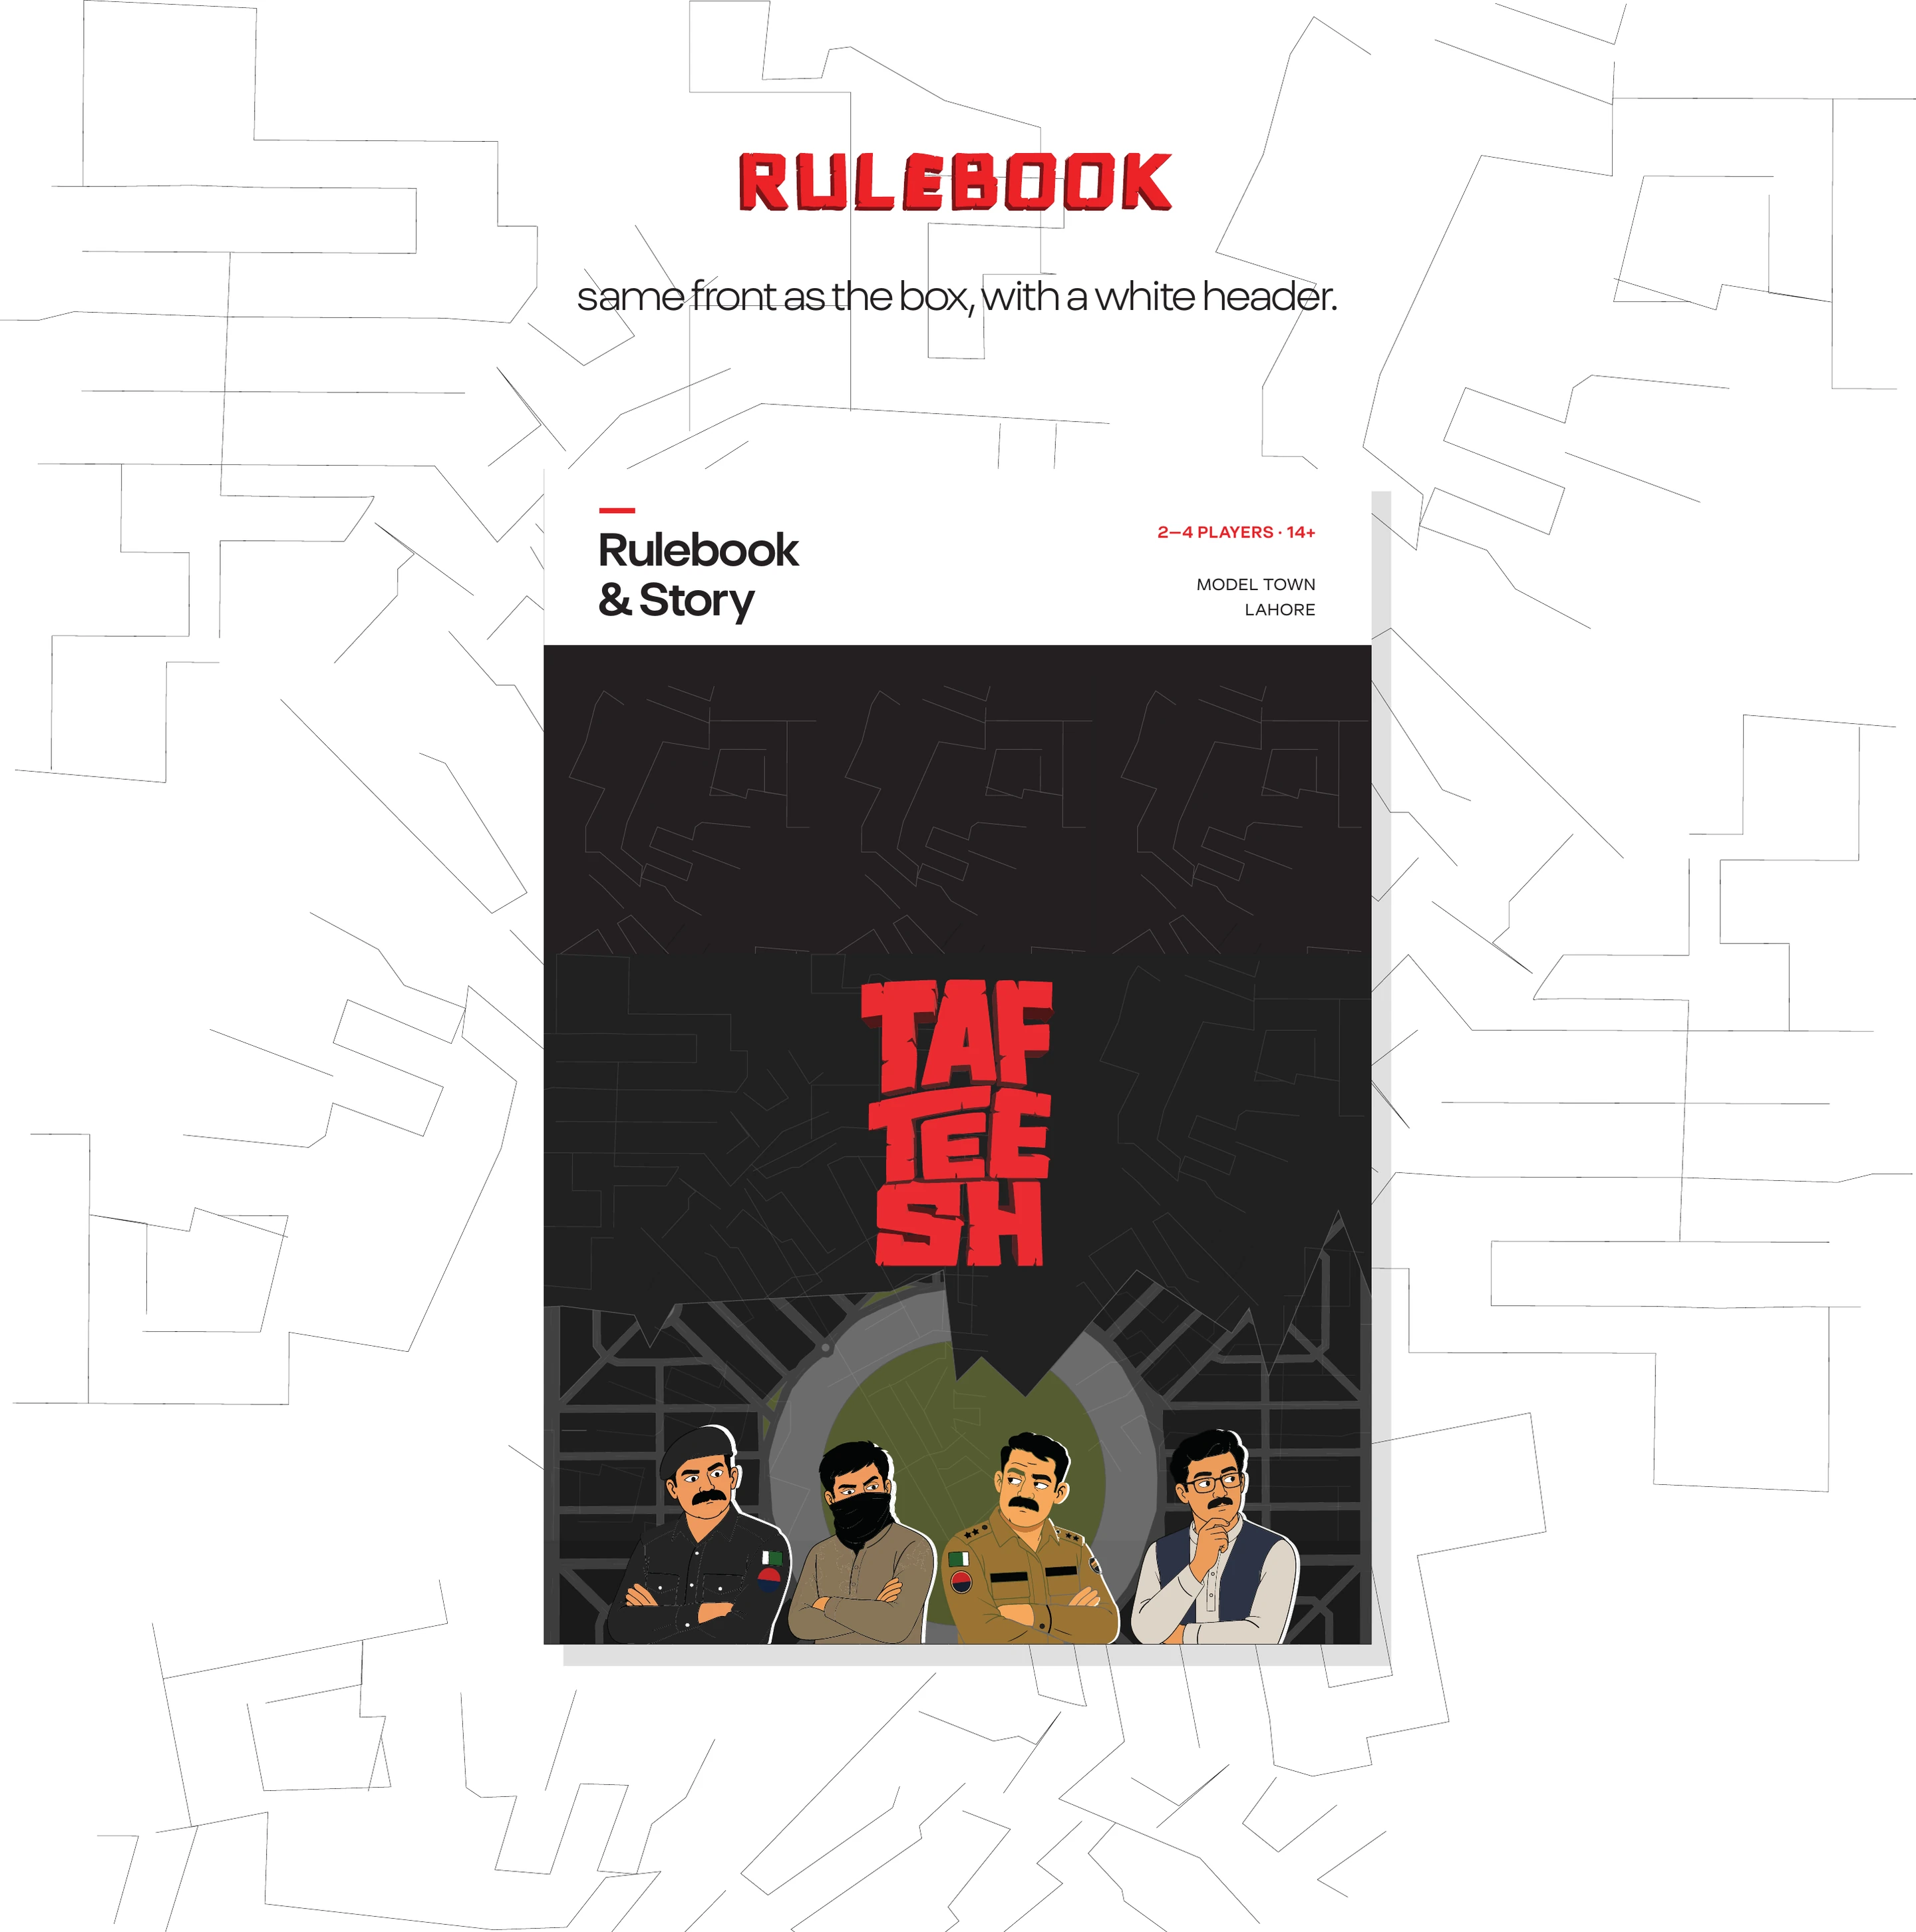 RULEBOOK
same front as the box, with a white header.
Rulebook
& Story
2–4 PLAYERS · 14+
MODEL TOWN
LAHORE
TAF
TEE
SH